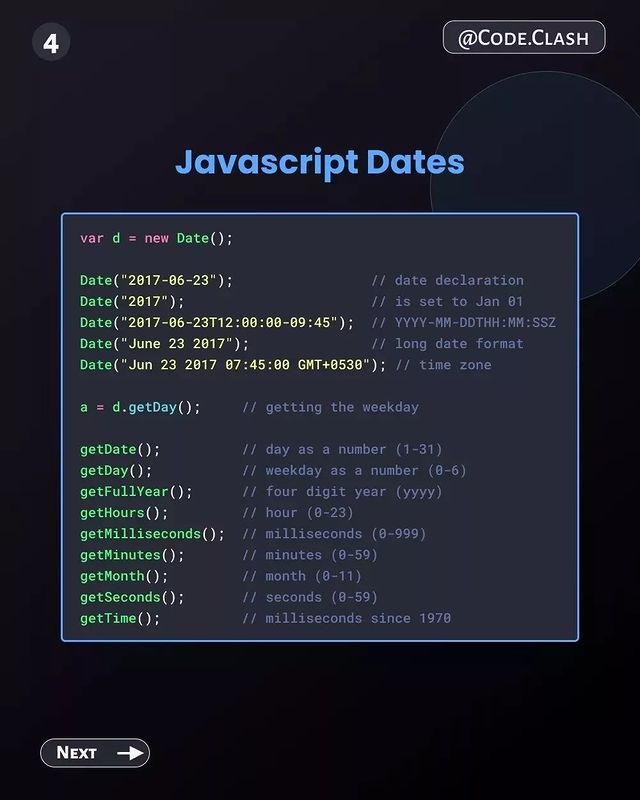 4
@Code.Clash
Javascript Dates
var d = new Date();
Date("2017-06-23"); // date declaration
Date("2017"); // is set to Jan 01
Date("2017-06-23T12:00:00-09:45"); // YYYY-MM-DDTHH:MM:SSZ
Date("June 23 2017"); // long date format
Date("Jun 23 2017 07:45:00 GMT+0530"); // time zone
a = d.getDay(); // getting the weekday
getDate(); // day as a number (1-31)
getDay(); // weekday as a number (0-6)
getFullYear(); // four digit year (yyyy)
getHours(); // hour (0-23)
getMilliseconds(); // milliseconds (0-999)
getMinutes(); // minutes (0-59)
getMonth(); // month (0-11)
getSeconds(); // seconds (0-59)
getTime(); // milliseconds since 1970
Next